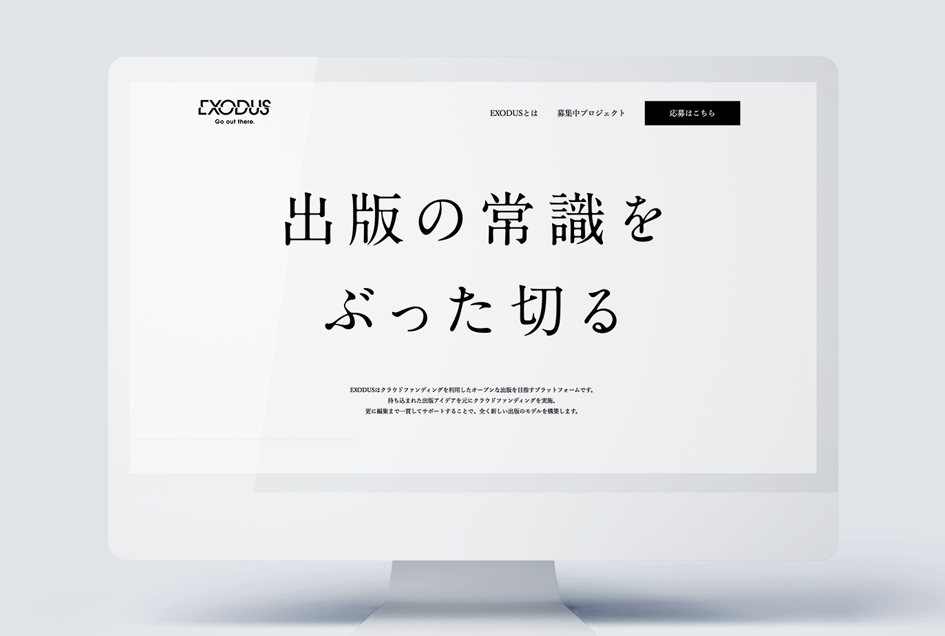 EXODUS
Go out there.
EXODUSとは
募集中プロジェクト
応募はこちら
出版の常識を
ぶった切る
EXODUSはクラウドファンディングを利用したオープンな出版を目指すプラットフォームです。
持ち込まれた出版アイデアを元にクラウドファンディングを実施。
更に編集まで一貫してサポートすることで、全く新しい出版のモデルを構築します。